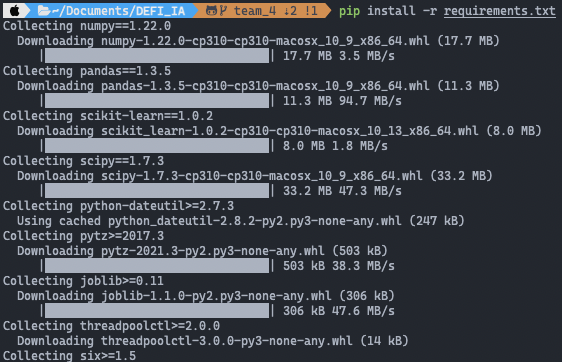 ~/Documents/DEFI_IA team_4 ↓2 !1 pip install -r requirements.txt
Collecting numpy==1.22.0
Downloading numpy-1.22.0-cp310-cp310-macosx_10_9_x86_64.whl (17.7 MB)
| | 17.7 MB 3.5 MB/s
Collecting pandas==1.3.5
Downloading pandas-1.3.5-cp310-cp310-macosx_10_9_x86_64.whl (11.3 MB)
| | 11.3 MB 94.7 MB/s
Collecting scikit-learn==1.0.2
Downloading scikit_learn-1.0.2-cp310-cp310-macosx_10_13_x86_64.whl (8.0 MB)
| | 8.0 MB 1.8 MB/s
Collecting scipy==1.7.3
Downloading scipy-1.7.3-cp310-cp310-macosx_10_9_x86_64.whl (33.2 MB)
| | 33.2 MB 47.3 MB/s
Collecting python-dateutil>=2.7.3
Using cached python_dateutil-2.8.2-py2.py3-none-any.whl (247 kB)
Collecting pytz>=2017.3
Downloading pytz-2021.3-py2.py3-none-any.whl (503 kB)
| | 503 kB 38.3 MB/s
Collecting joblib>=0.11
Downloading joblib-1.1.0-py2.py3-none-any.whl (306 kB)
| | 306 kB 47.6 MB/s
Collecting threadpoolctl>=2.0.0
Downloading threadpoolctl-3.0.0-py3-none-any.whl (14 kB)
Collecting six>=1.5